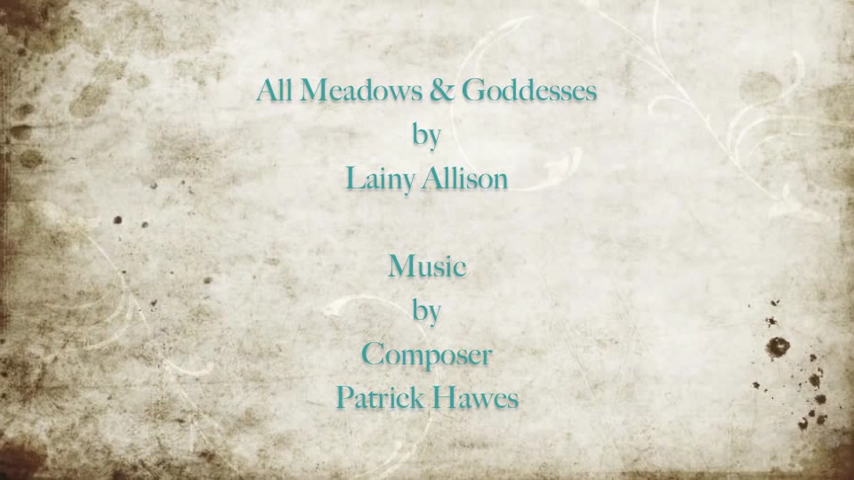 All Meadows & Goddesses
by
Lainy Allison
Music
by
Composer
Patrick Hawes